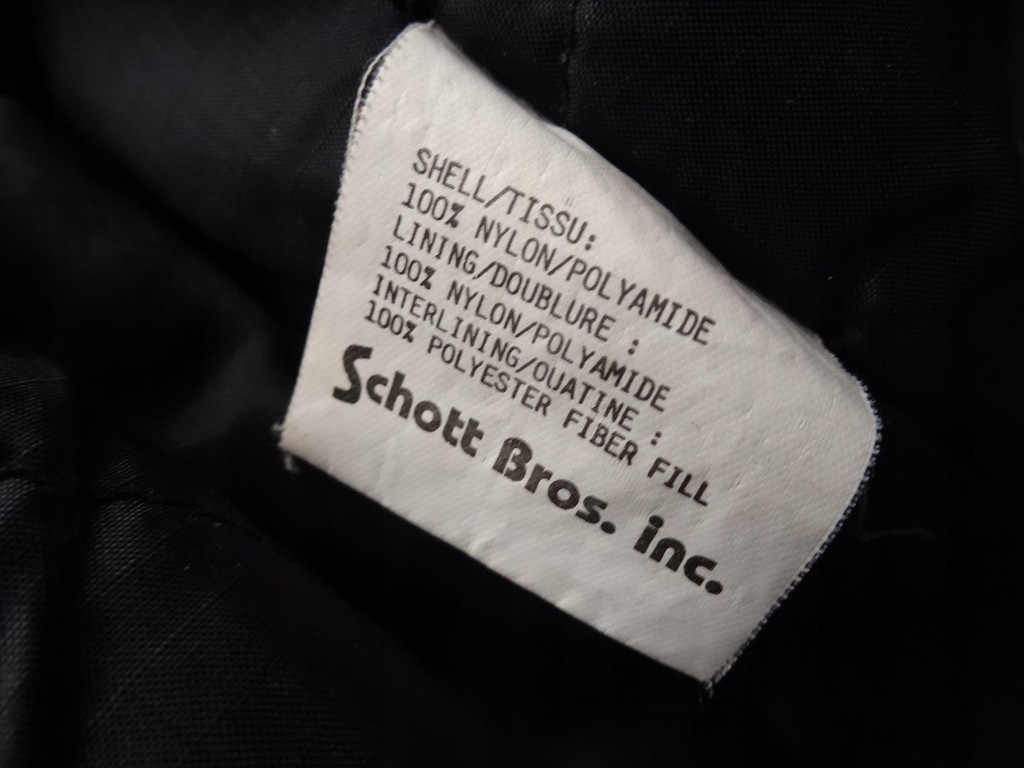 SHELL/TISSU:
100% NYLON/POLYAMIDE
LINING/DOUBLURE :
100% NYLON/POLYAMIDE
INTERLINING/OUATINE :
100% POLYESTER FIBER FILL
Schott Bros. inc.